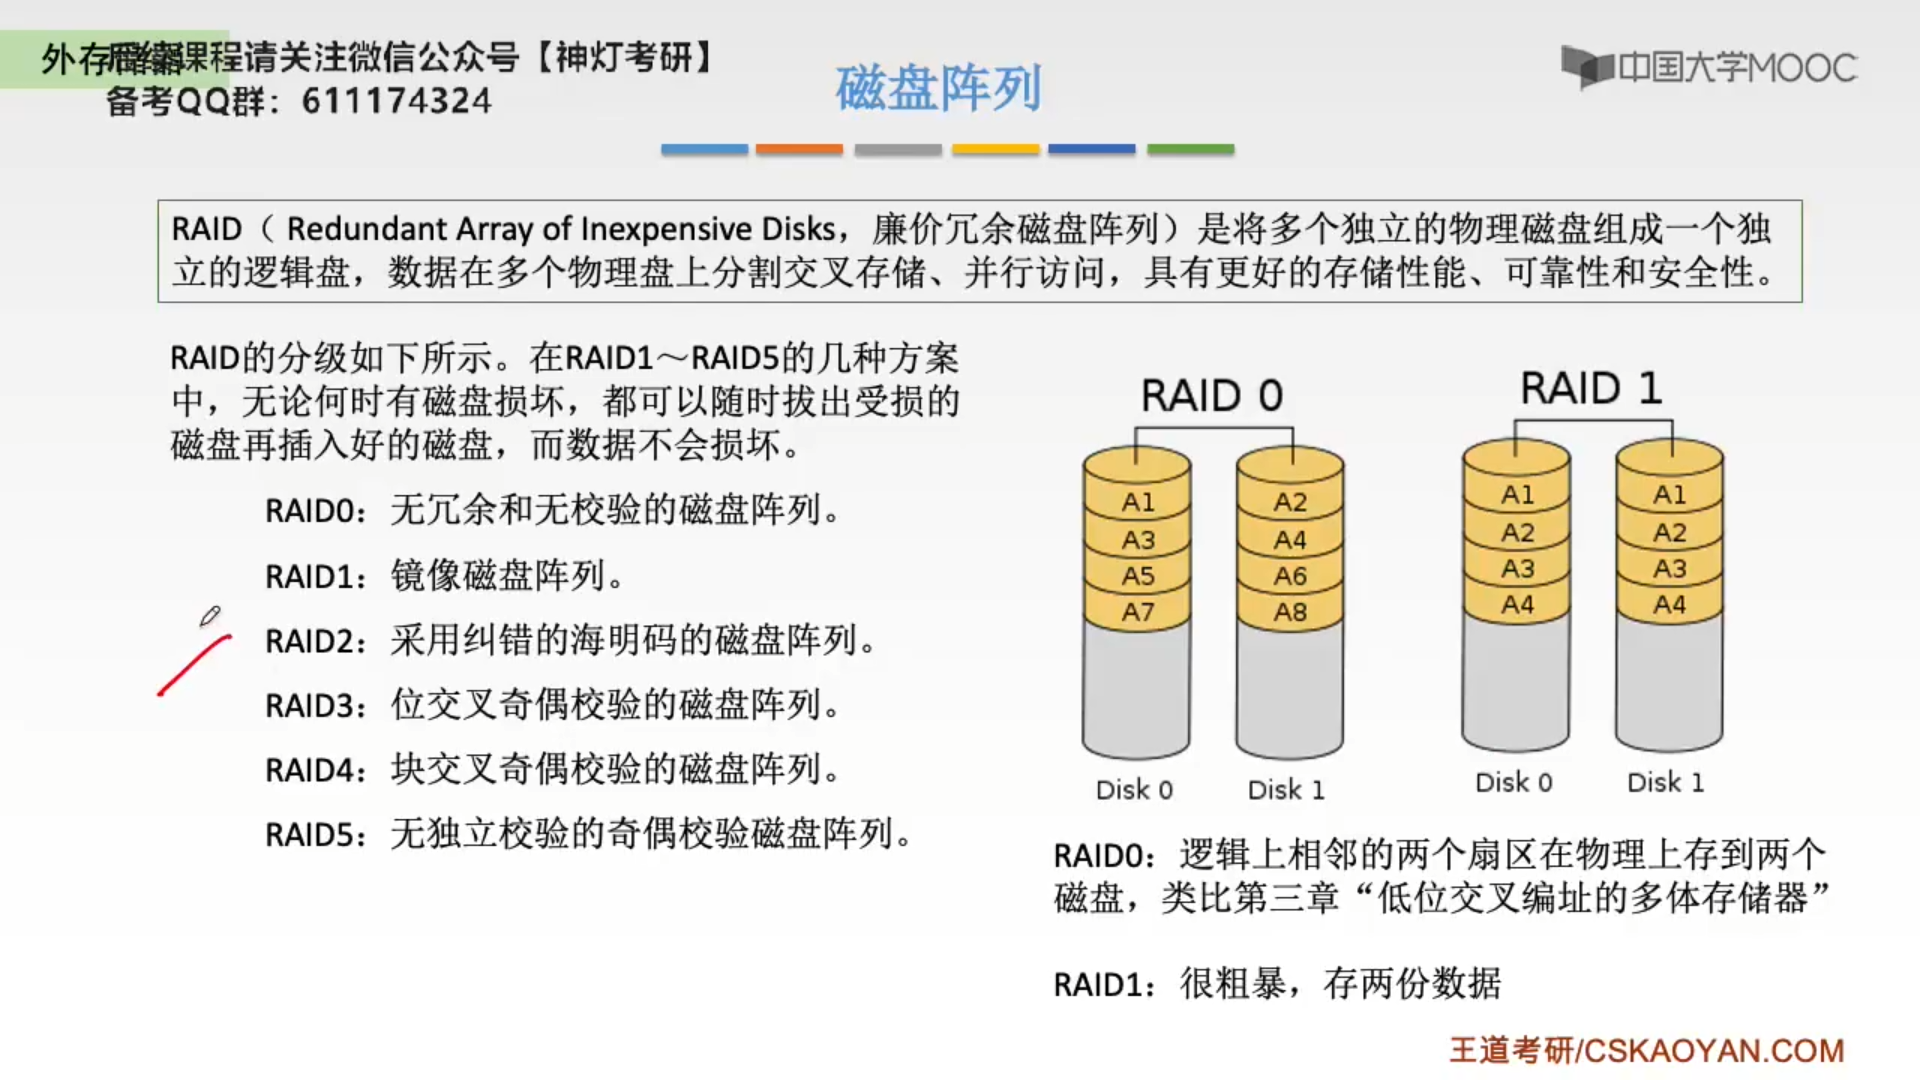 外存储器
后续课程请关注微信公众号【神灯考研】
备考QQ群：611174324
磁盘阵列
中国大学MOOC
RAID（ Redundant Array of Inexpensive Disks，廉价冗余磁盘阵列）是将多个独立的物理磁盘组成一个独
立的逻辑盘，数据在多个物理盘上分割交叉存储、并行访问，具有更好的存储性能、可靠性和安全性。
RAID的分级如下所示。在RAID1～RAID5的几种方案
中，无论何时有磁盘损坏，都可以随时拔出受损的
磁盘再插入好的磁盘，而数据不会损坏。
RAID0：无冗余和无校验的磁盘阵列。
RAID1：镜像磁盘阵列。
RAID2：采用纠错的海明码的磁盘阵列。
RAID3：位交叉奇偶校验的磁盘阵列。
RAID4：块交叉奇偶校验的磁盘阵列。
RAID5：无独立校验的奇偶校验磁盘阵列。
RAID 0
A1 A2
A3 A4
A5 A6
A7 A8
Disk 0 Disk 1
RAID 1
A1 A1
A2 A2
A3 A3
A4 A4
Disk 0 Disk 1
RAID0：逻辑上相邻的两个扇区在物理上存到两个
磁盘，类比第三章“低位交叉编址的多体存储器”
RAID1：很粗暴，存两份数据
王道考研/CSKAOYAN.COM